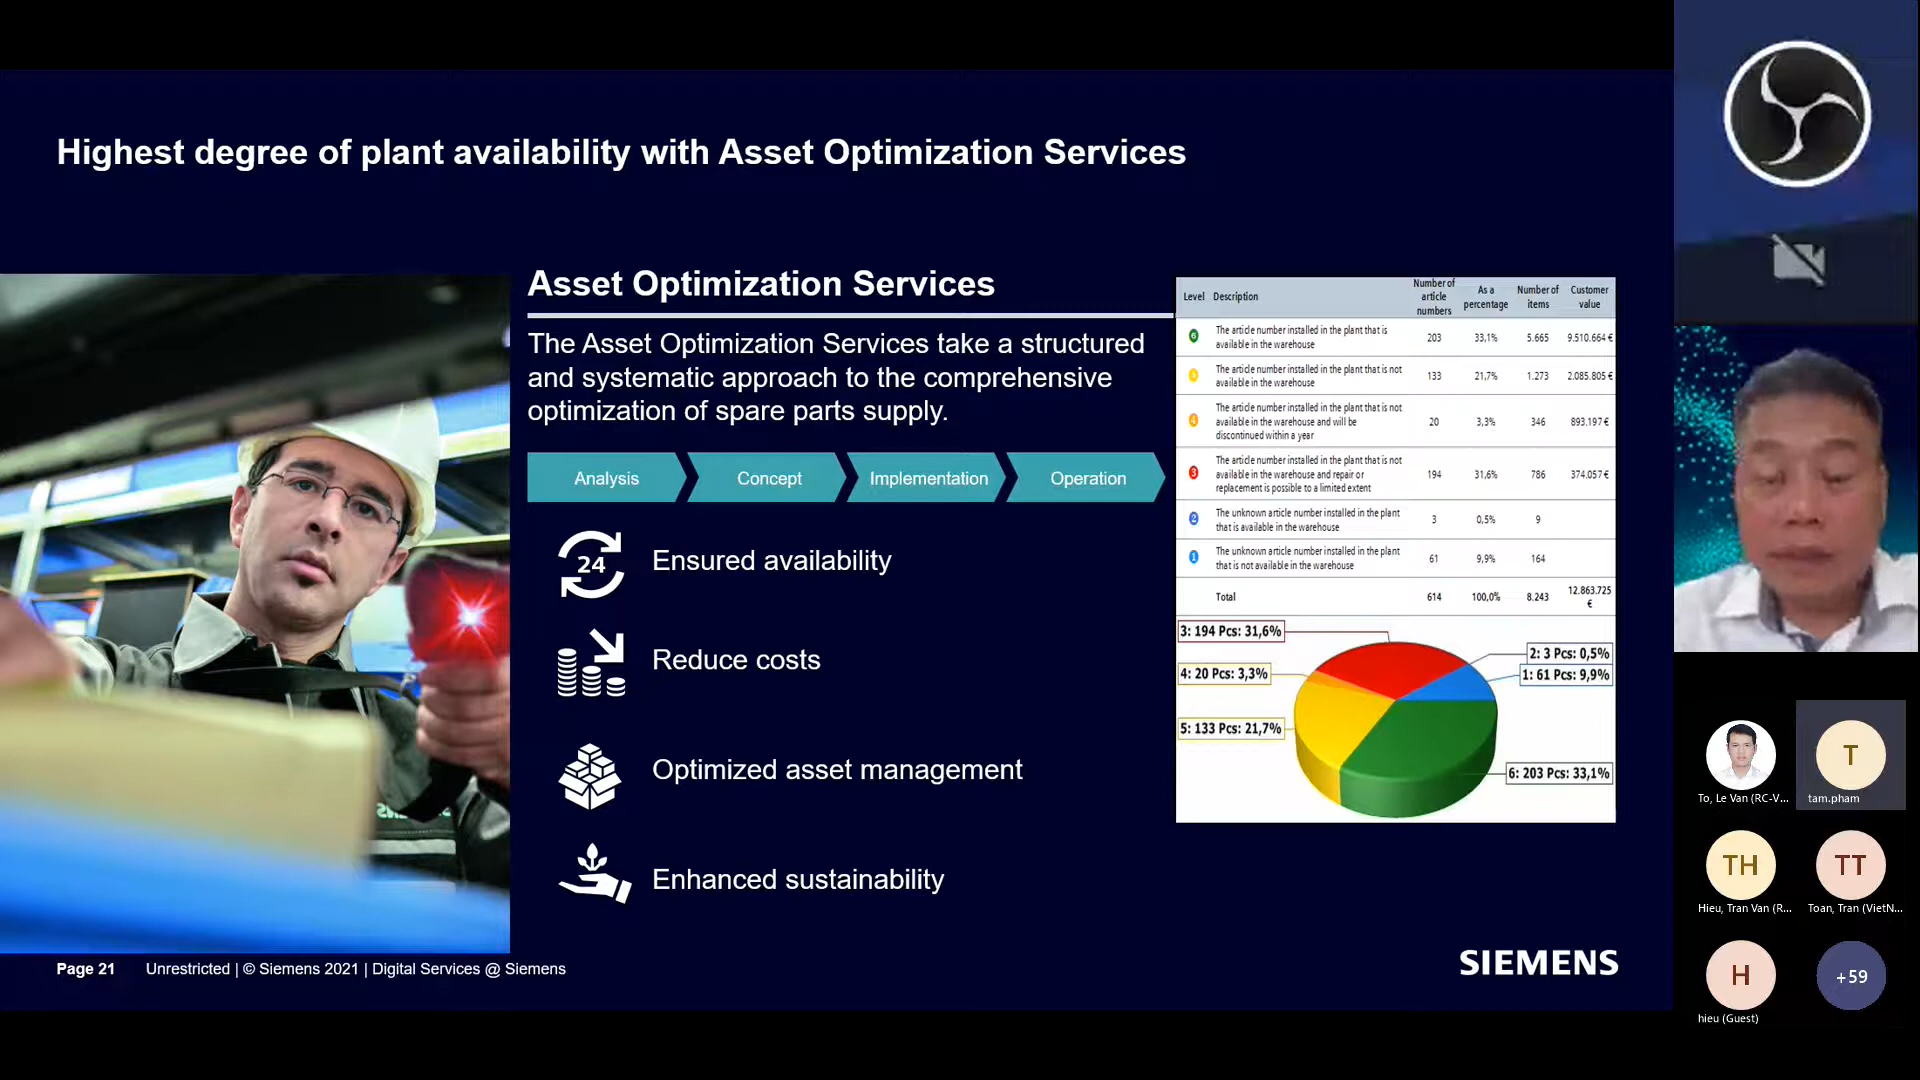 Highest degree of plant availability with Asset Optimization Services
Asset Optimization Services
The Asset Optimization Services take a structured
and systematic approach to the comprehensive
optimization of spare parts supply.
Analysis
Concept
Implementation
Operation
24
Ensured availability
Reduce costs
Optimized asset management
Enhanced sustainability
Level Description Number of article numbers As a percentage Number of items Customer value
6 The article number installed in the plant that is
available in the warehouse 203 33,1% 5.665 9.510.664 €
5 The article number installed in the plant that is not
available in the warehouse 133 21,7% 1.273 2.085.805 €
4 The article number installed in the plant that is not
available in the warehouse and will be
discontinued within a year 20 3,3% 346 893.197 €
3 The article number installed in the plant that is not
available in the warehouse and repair or
replacement is possible to a limited extent 194 31,6% 786 374.057 €
2 The unknown article number installed in the plant
that is available in the warehouse 3 0,5% 9
1 The unknown article number installed in the plant
that is not available in the warehouse 61 9,9% 164
Total 614 100,0% 8.243 12.863.725
€
3: 194 Pcs: 31,6%
2: 3 Pcs: 0,5%
4: 20 Pcs: 3,3%
1: 61 Pcs: 9,9%
5: 133 Pcs: 21,7%
6: 203 Pcs: 33,1%
SIEMENS
Page 21 Unrestricted | © Siemens 2021 | Digital Services @ Siemens
SIEMENS
To, Le Van (RC-V...
T
tam.pham
TH
Hieu, Tran Van (R...
TT
Toan, Tran (VietN...
H
hieu (Guest)
+59